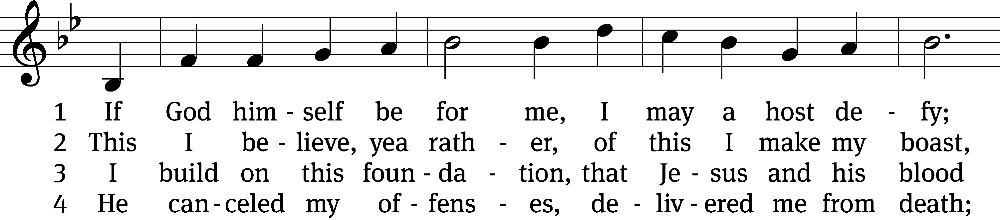 1 If God him - self be for me, I may a host de - fy;
2 This I be - lieve, yea rath - er, of this I make my boast,
3 I build on this foun - da - tion, that Je - sus and his blood
4 He can - celed my of - fens - es, de - liv - ered me from death;